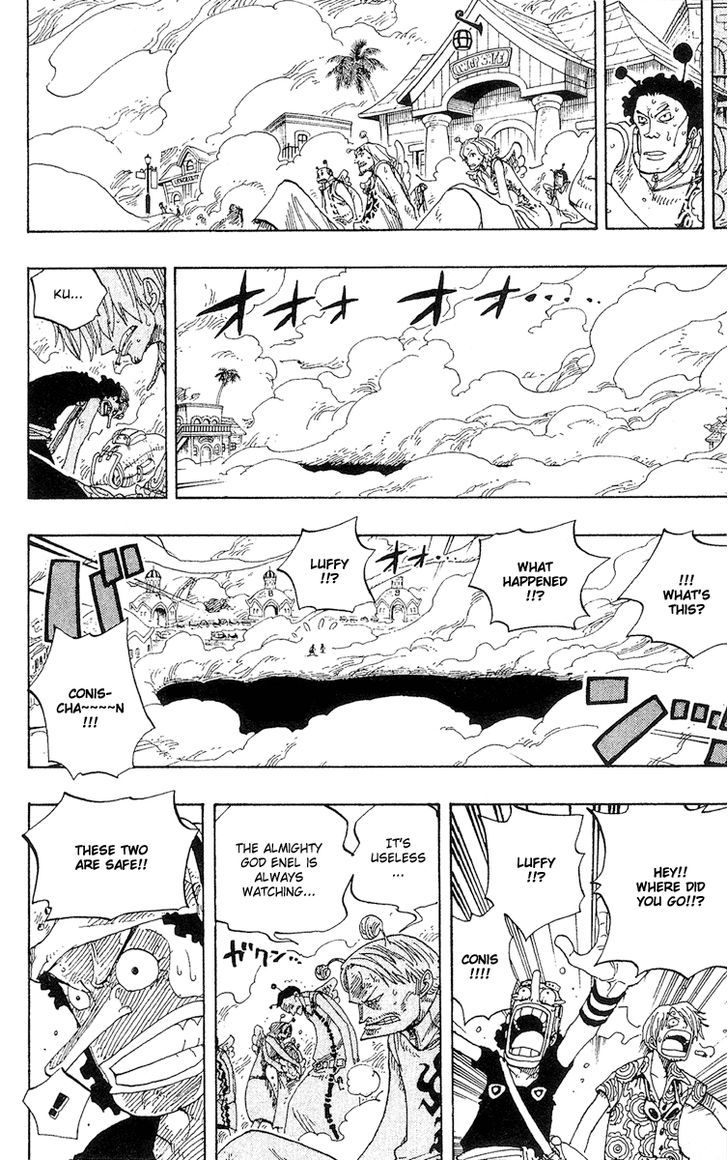 KU...
オオオ オオ...
!!!
WHAT'S
THIS?
WHAT
HAPPENED
!!?
オオ...
LUFFY
!!?
CONIS-
CHA~~~~N
!!!
HEY!!
WHERE DID
YOU GO!!?
LUFFY
!!?
CONIS
!!!!
IT'S
USELESS
...
THE ALMIGHTY
GOD ENEL IS
ALWAYS
WATCHING...
ガクン...
THESE TWO
ARE SAFE!!
!!